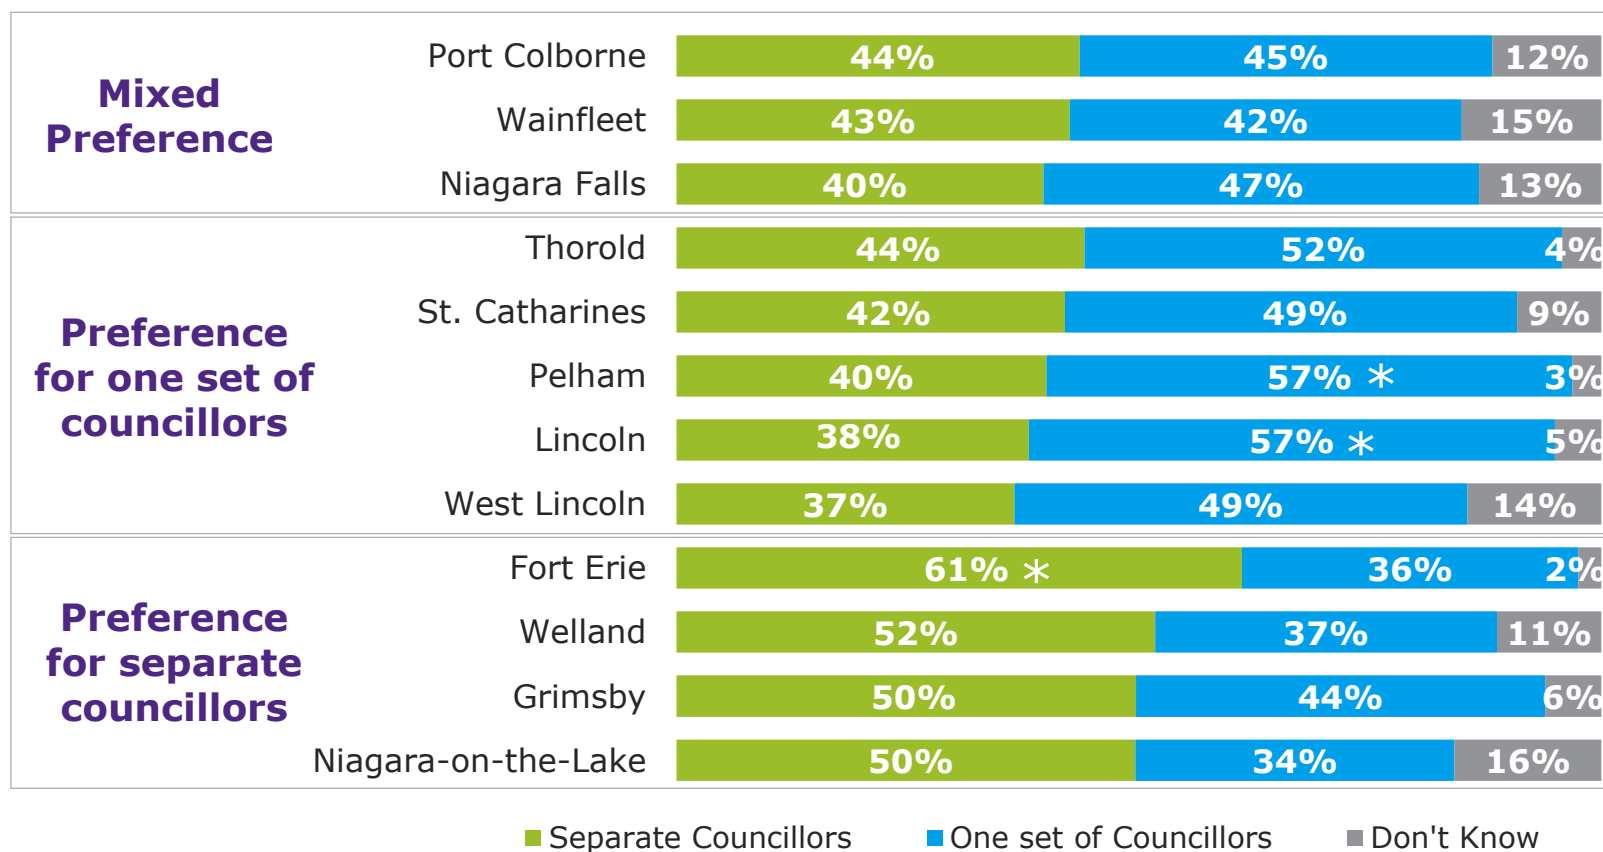 Mixed
Preference
Port Colborne 44% 45% 12%
Wainfleet 43% 42% 15%
Niagara Falls 40% 47% 13%
Preference
for one set of
councillors
Thorold 44% 52% 4%
St. Catharines 42% 49% 9%
Pelham 40% 57% * 3%
Lincoln 38% 57% * 5%
West Lincoln 37% 49% 14%
Preference
for separate
councillors
Fort Erie 61% * 36% 2%
Welland 52% 37% 11%
Grimsby 50% 44% 6%
Niagara-on-the-Lake 50% 34% 16%
Separate Councillors One set of Councillors Don't Know